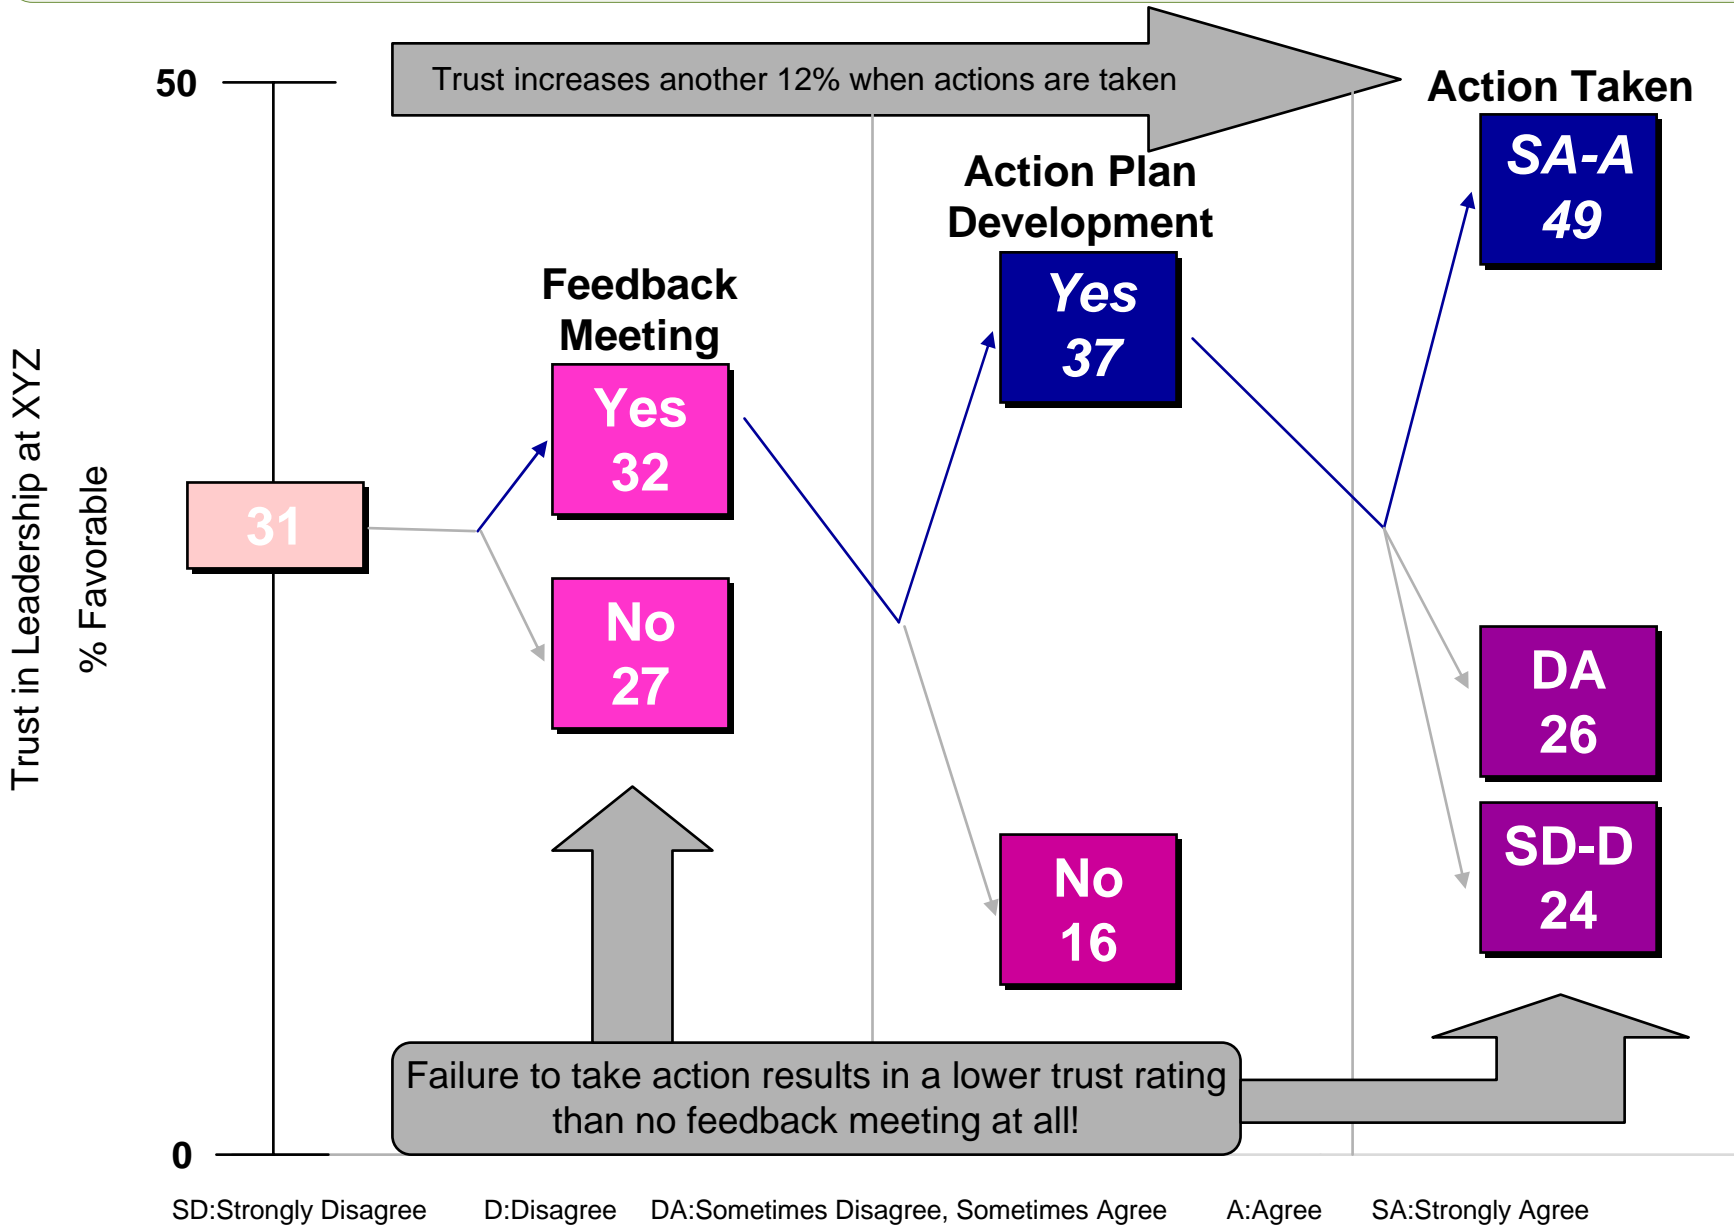 Trust increases another 12% when actions are taken
50
Action Taken
SA-A
49
Action Plan
Development
Yes
37
Feedback
Meeting
Yes
32
Trust in Leadership at XYZ
% Favorable
31
No
27
DA
26
No
16
SD-D
24
Failure to take action results in a lower trust rating
than no feedback meeting at all!
0
SD:Strongly Disagree D:Disagree DA:Sometimes Disagree, Sometimes Agree A:Agree SA:Strongly Agree